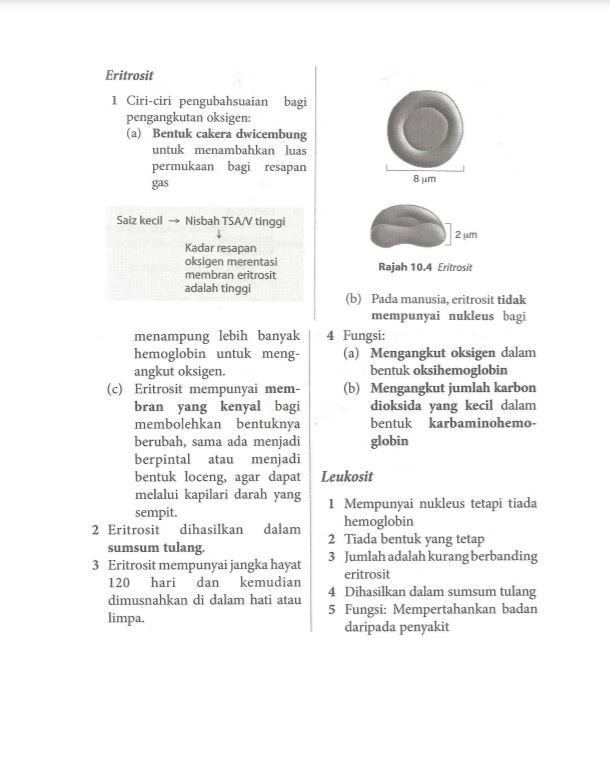 Eritrosit
1 Ciri-ciri pengubahsuaian bagi
pengangkutan oksigen:
(a) Bentuk cakera dwicembung
untuk menambahkan luas
permukaan bagi resapan
gas
Saiz kecil → Nisbah TSA/V tinggi
↓
Kadar resapan
oksigen merentasi
membran eritrosit
adalah tinggi
8 μm
2 μm
Rajah 10.4 Eritrosit
(b) Pada manusia, eritrosit tidak
mempunyai nukleus bagi
menampung lebih banyak
hemoglobin untuk meng-
angkut oksigen.
(c) Eritrosit mempunyai mem-
bran yang kenyal bagi
membolehkan bentuknya
berubah, sama ada menjadi
berpintal atau menjadi
bentuk loceng, agar dapat
melalui kapilari darah yang
sempit.
2 Eritrosit dihasilkan dalam
sumsum tulang.
3 Eritrosit mempunyai jangka hayat
120 hari dan kemudian
dimusnahkan di dalam hati atau
limpa.
4 Fungsi:
(a) Mengangkut oksigen dalam
bentuk oksihemoglobin
(b) Mengangkut jumlah karbon
dioksida yang kecil dalam
bentuk karbaminohemo-
globin
Leukosit
1 Mempunyai nukleus tetapi tiada
hemoglobin
2 Tiada bentuk yang tetap
3 Jumlah adalah kurang berbanding
eritrosit
4 Dihasilkan dalam sumsum tulang
5 Fungsi: Mempertahankan badan
daripada penyakit